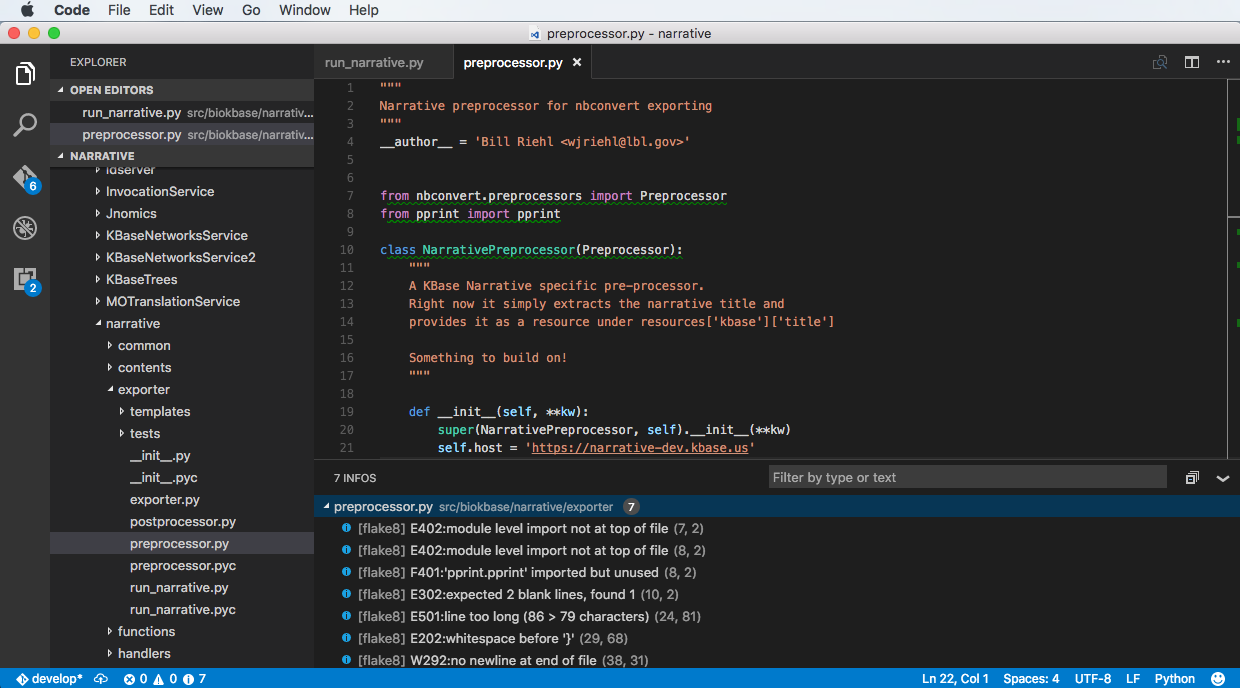 Code File Edit View Go Window Help
preprocessor.py - narrative
EXPLORER
OPEN EDITORS
run_narrative.py src/biokbase/narrativ...
preprocessor.py src/biokbase/narrativ...
NARRATIVE
idserver
InvocationService
Jnomics
KBaseNetworksService
KBaseNetworksService2
KBaseTrees
MOTranslationService
narrative
common
contents
exporter
templates
tests
__init__.py
__init__.pyc
exporter.py
postprocessor.py
preprocessor.py
preprocessor.pyc
run_narrative.py
run_narrative.pyc
functions
handlers
6
2
run_narrative.py preprocessor.py ×
1 """
2 Narrative preprocessor for nbconvert exporting
3 """
4 __author__ = 'Bill Riehl <wjriehl@lbl.gov>'
5
6
7 from nbconvert.preprocessors import Preprocessor
8 from pprint import pprint
9
10 class NarrativePreprocessor(Preprocessor):
11     """
12     A KBase Narrative specific pre-processor.
13     Right now it simply extracts the narrative title and
14     provides it as a resource under resources['kbase']['title']
15
16     Something to build on!
17     """
18
19     def __init__(self, **kw):
20         super(NarrativePreprocessor, self).__init__(**kw)
21         self.host = 'https://narrative-dev.kbase.us'
7 INFOS Filter by type or text
preprocessor.py src/biokbase/narrative/exporter 7
[flake8] E402:module level import not at top of file (7, 2)
[flake8] E402:module level import not at top of file (8, 2)
[flake8] F401:'pprint.pprint' imported but unused (8, 2)
[flake8] E302:expected 2 blank lines, found 1 (10, 2)
[flake8] E501:line too long (86 > 79 characters) (24, 81)
[flake8] E202:whitespace before '}' (29, 68)
[flake8] W292:no newline at end of file (38, 31)
develop* 0 0 7 Ln 22, Col 1 Spaces: 4 UTF-8 LF Python